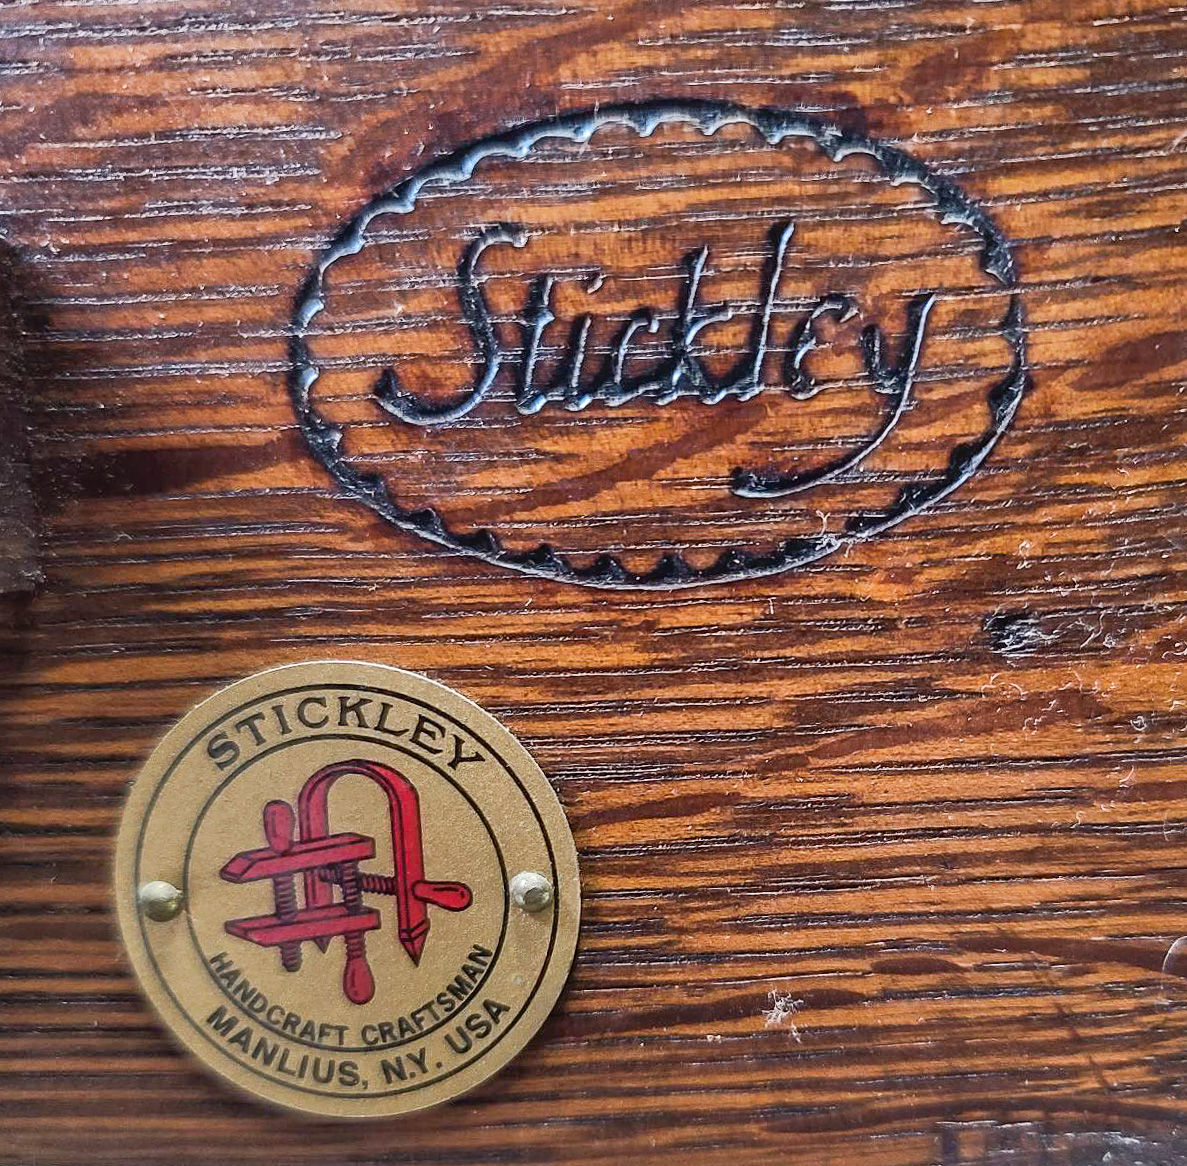 Stickley
STICKLEY
HANDCRAFT CRAFTSMAN
MANLIUS, N.Y. USA